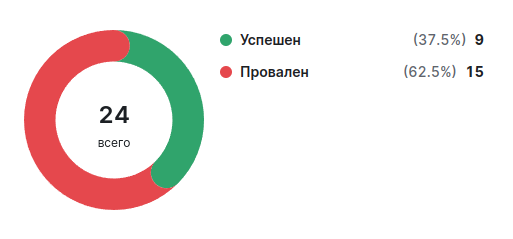 Успешен (37.5%) 9
Провален (62.5%) 15
24
всего